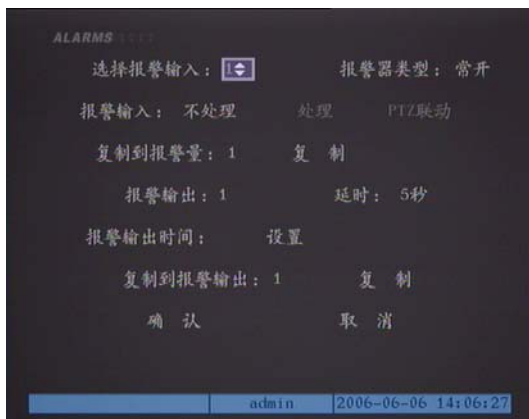 ALARMS
选择报警输入： 1 报警器类型： 常开
报警输入： 不处理 处理 PTZ联动
复制到报警量： 1 复 制
报警输出： 1 延时： 5秒
报警输出时间： 设置
复制到报警输出： 1 复 制
确 认 取 消
admin 2006-06-06 14:06:27